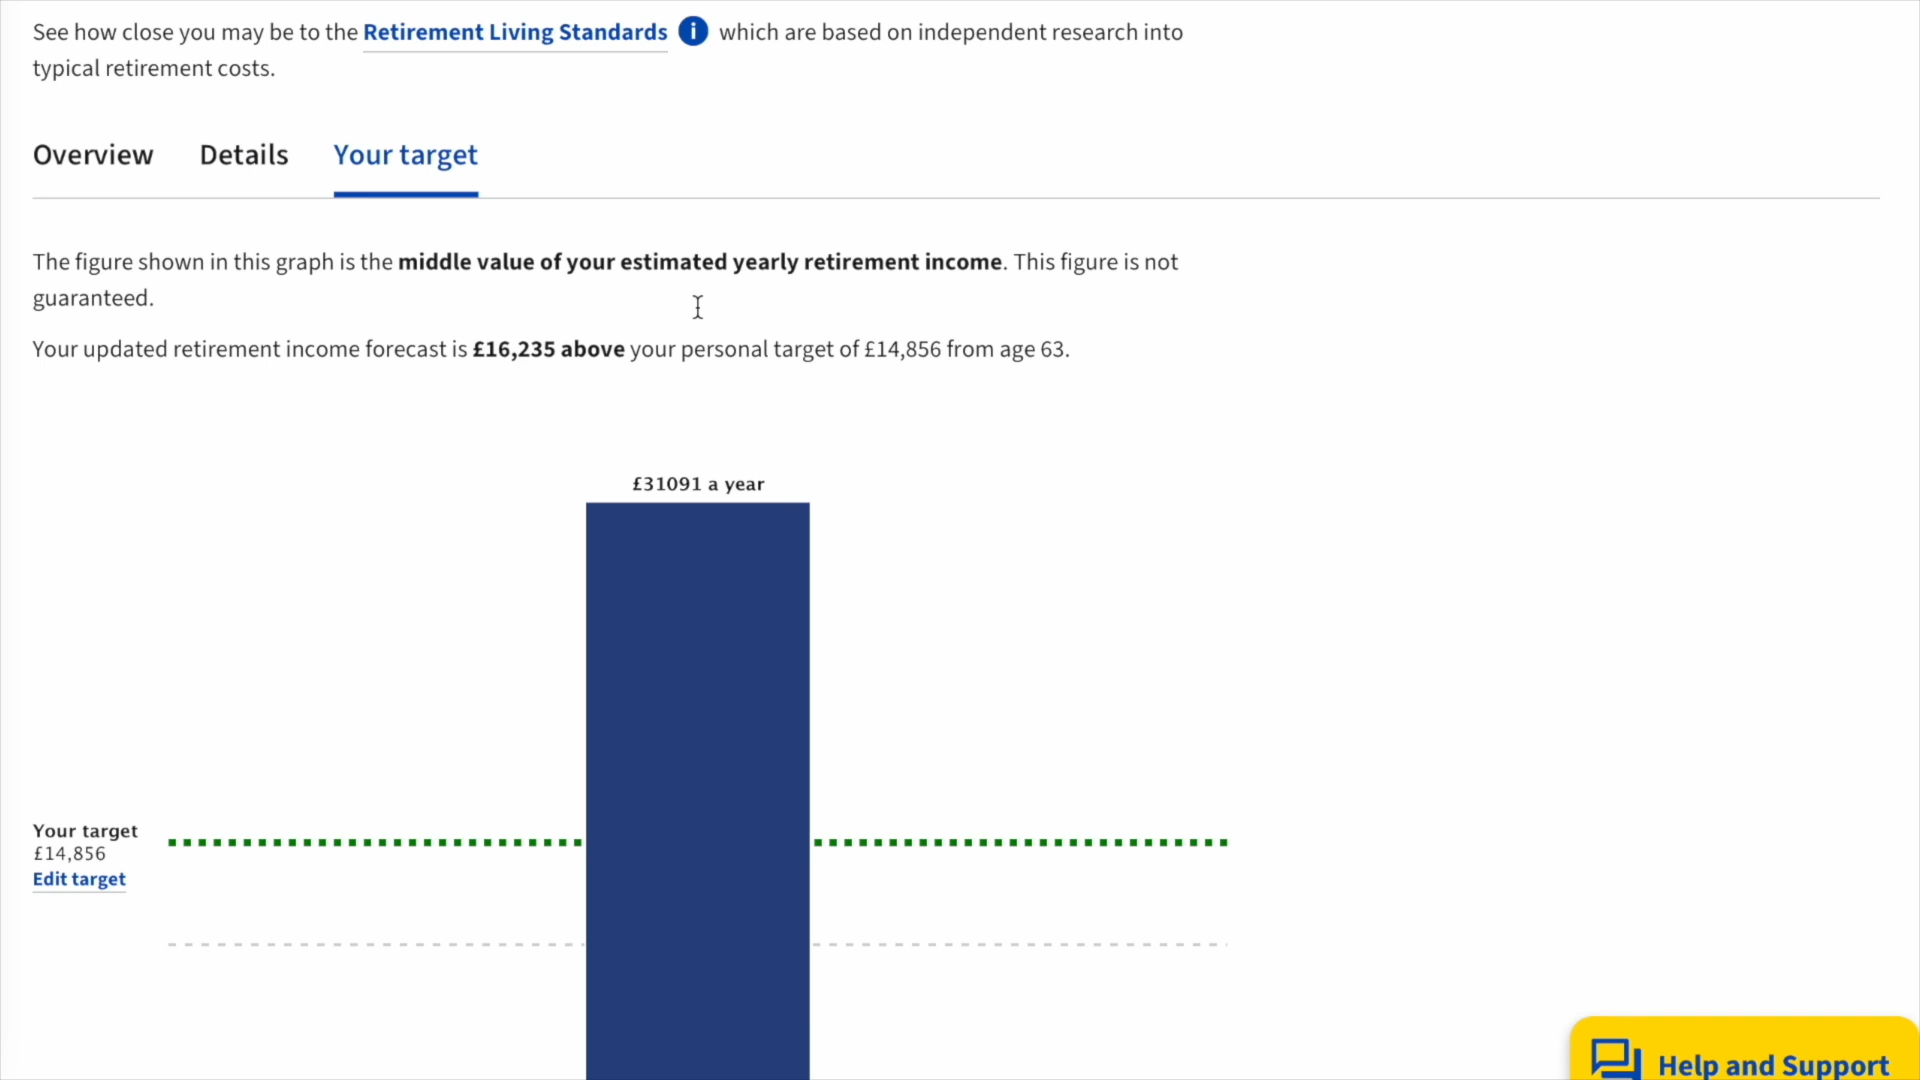 See how close you may be to the Retirement Living Standards i which are based on independent research into
typical retirement costs.
Overview Details Your target
The figure shown in this graph is the middle value of your estimated yearly retirement income. This figure is not
guaranteed.
Your updated retirement income forecast is £16,235 above your personal target of £14,856 from age 63.
£31091 a year
Your target
£14,856
Edit target
Help and Support